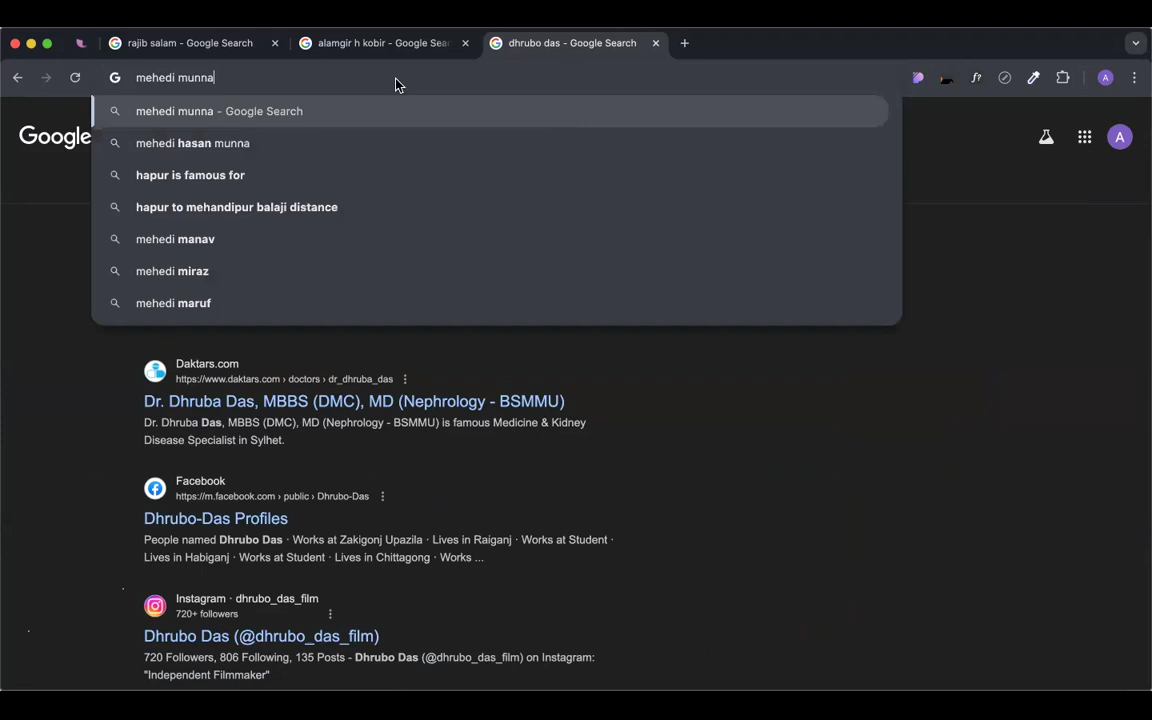 rajib salam - Google Search
alamgir h kobir - Google Sear
dhrubo das - Google Search
mehedi munna
A
mehedi munna - Google Search
Google
A
mehedi hasan munna
hapur is famous for
hapur to mehandipur balaji distance
mehedi manav
mehedi miraz
mehedi maruf
Daktars.com
https://www.daktars.com › doctors › dr_dhruba_das
Dr. Dhruba Das, MBBS (DMC), MD (Nephrology - BSMMU)
Dr. Dhruba Das, MBBS (DMC), MD (Nephrology - BSMMU) is famous Medicine & Kidney
Disease Specialist in Sylhet.
Facebook
https://m.facebook.com › public › Dhrubo-Das
Dhrubo-Das Profiles
People named Dhrubo Das · Works at Zakigonj Upazila · Lives in Raiganj · Works at Student ·
Lives in Habiganj · Works at Student · Lives in Chittagong · Works ...
Instagram · dhrubo_das_film
720+ followers
Dhrubo Das (@dhrubo_das_film)
720 Followers, 806 Following, 135 Posts - Dhrubo Das (@dhrubo_das_film) on Instagram:
"Independent Filmmaker"